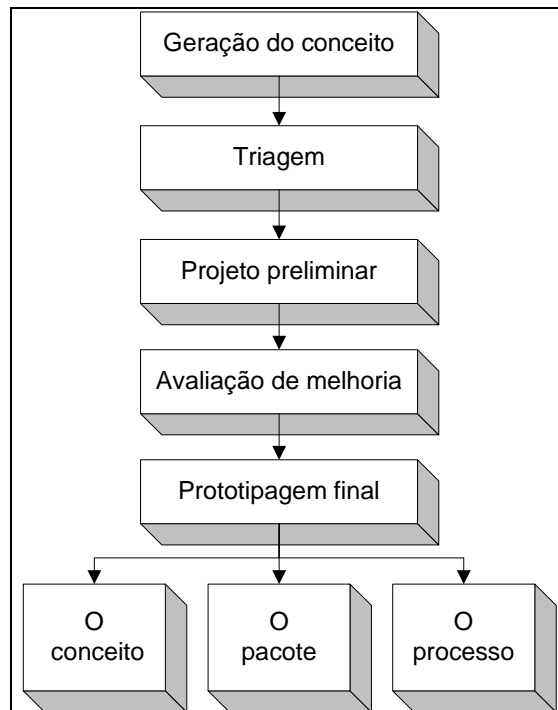 Geração do conceito
Triagem
Projeto preliminar
Avaliação de melhoria
Prototipagem final
O
conceito
O
pacote
O
processo